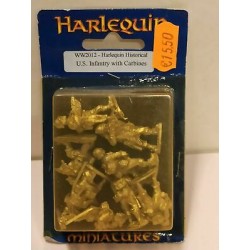 HARLEQUIN
WW2012 - Harlequin Historical
U.S. Infantry with Carbines
€15.50
MINIATURES